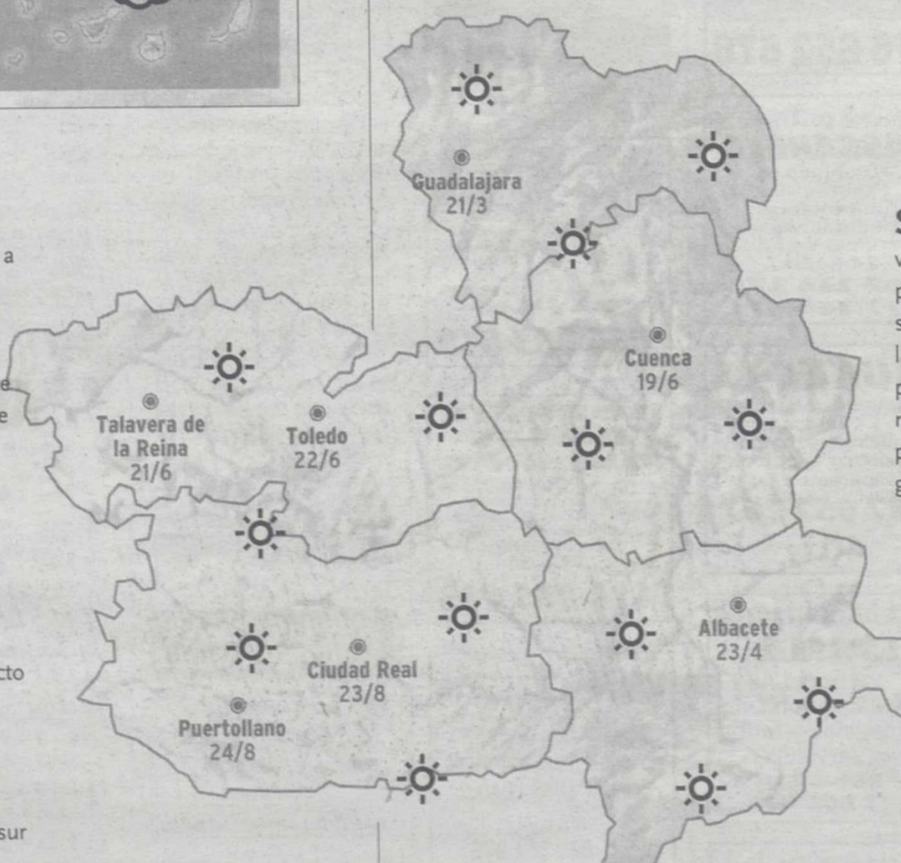 Guadalajara
21/3
a
Cuenca
19/6
e
e
Talavera de
la Reina
21/6
Toledo
22/6
Albacete
23/4
Ciudad Real
23/8
cto
Puertollano
24/8
sur